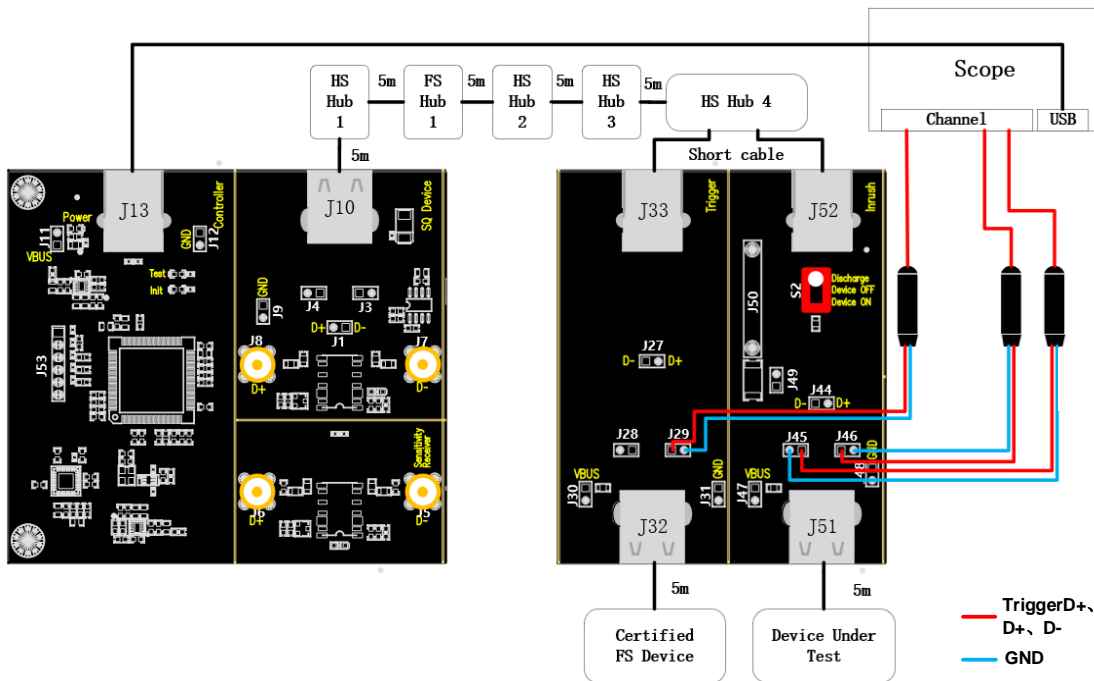 Scope
Channel
USB
HS
Hub
1
5m
FS
Hub
1
5m
HS
Hub
2
5m
HS
Hub
3
5m
HS Hub 4
5m
Short cable
J13
J10
J33
J52
Power
J11
VBUS
GND
J12
Controller
SQ Device
Test
Init
J9
GND
J4
J3
D+
D-
J1
J8
D+
J7
D-
J53
Sensitivity
Receiver
J6
D+
J5
D-
Trigger
Inrush
J50
S2
Discharge
Device OFF
Device ON
J27
D-
D+
J49
J44
D-
D+
J28
J29
J45
J46
GND
J48
VBUS
J30
GND
J31
VBUS
J47
J32
J51
5m
5m
Certified
FS Device
Device Under
Test
TriggerD+、
D+、D-
GND